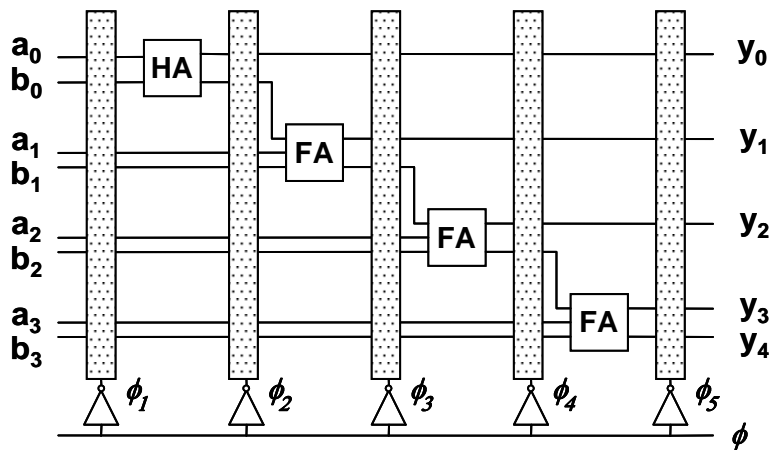 a₀ HA y₀
b₀
a₁ FA y₁
b₁
a₂ FA y₂
b₂
a₃ FA y₃
b₃ y₄
ϕ₁ ϕ₂ ϕ₃ ϕ₄ ϕ₅
ϕ